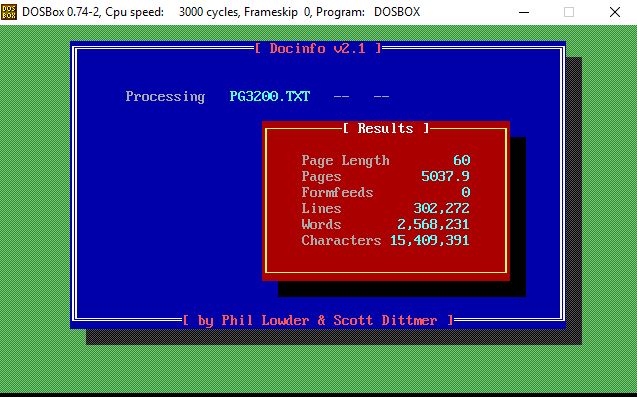 DOSBox 0.74-2, Cpu speed:    3000 cycles, Frameskip  0, Program:   DOSBOX
[ Docinfo v2.1 ]
Processing   PG3200.TXT   --   --
[ Results ]
Page Length        60
Pages          5037.9
Formfeeds           0
Lines         302,272
Words       2,568,231
Characters 15,409,391
[ by Phil Lowder & Scott Dittmer ]